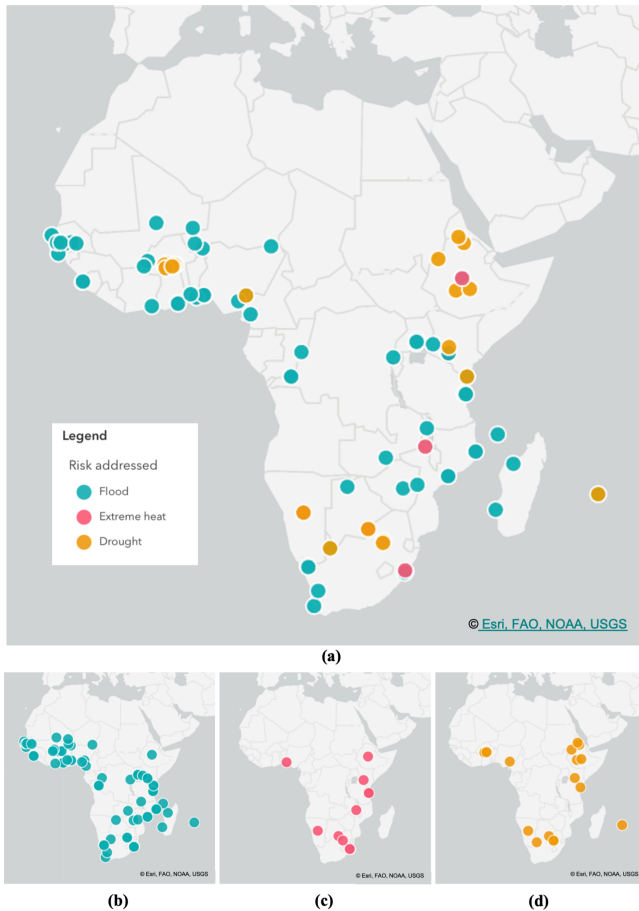 Legend
Risk addressed
Flood
Extreme heat
Drought
© Esri, FAO, NOAA, USGS
(a)
© Esri, FAO, NOAA, USGS
© Esri, FAO, NOAA, USGS
© Esri, FAO, NOAA, USGS
(b)
(c)
(d)